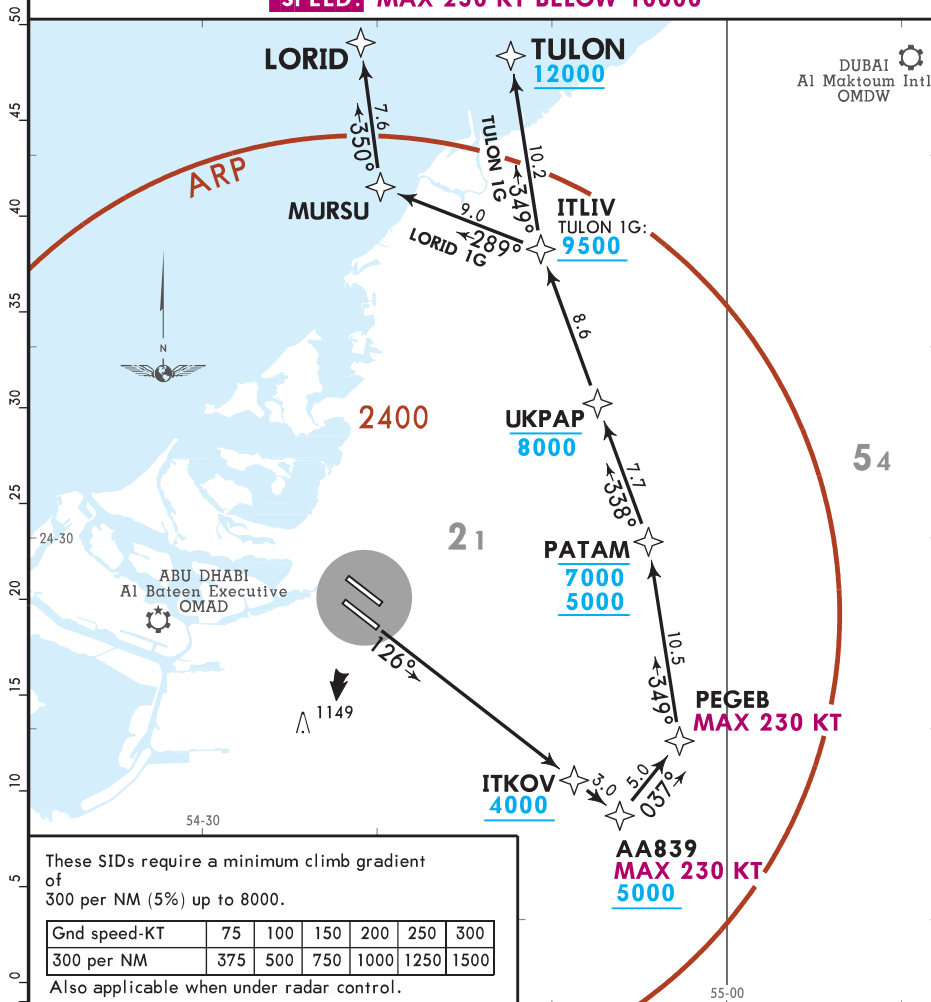 SPEED: MAX 250 KT BELOW 10000
50
LORID
TULON
12000
DUBAI
Al Maktoum Intl
OMDW
45
7.6
350°
TULON 1G
10.2
349°
ARP
40
MURSU
9.0
289°
LORID 1G
ITLIV
TULON 1G:
9500
35
N
8.6
30
2400
UKPAP
8000
54
7.7
338°
25
24-30
21
PATAM
7000
5000
20
ABU DHABI
Al Bateen Executive
OMAD
126°
10.5
349°
15
1149
PEGEB
MAX 230 KT
10
ITKOV
4000
3.0
5.0
037°
54-30
AA839
MAX 230 KT
5000
5
These SIDs require a minimum climb gradient
of
300 per NM (5%) up to 8000.
Gnd speed-KT 75 100 150 200 250 300
300 per NM 375 500 750 1000 1250 1500
Also applicable when under radar control.
0
55-00